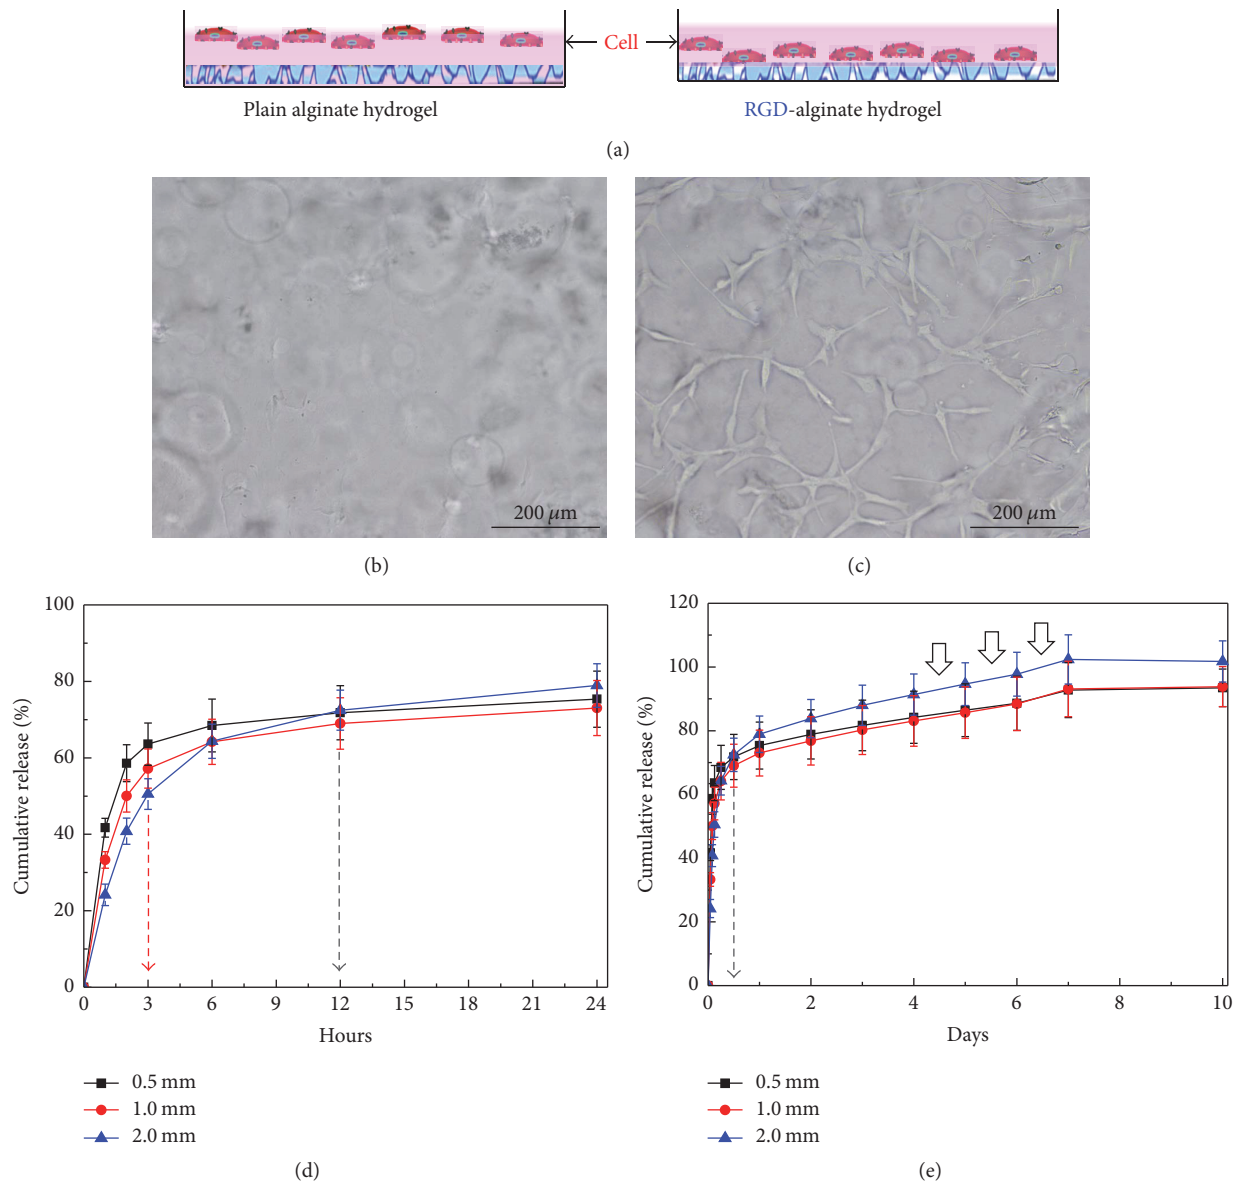 Cell
Plain alginate hydrogel
RGD-alginate hydrogel
(a)
200 μm
200 μm
(b)
(c)
100
80
60
40
20
0
Cumulative release (%)
0 3 6 9 12 15 18 21 24
Hours
0.5 mm
1.0 mm
2.0 mm
(d)
120
100
80
60
40
20
0
Cumulative release (%)
0 2 4 6 8 10
Days
0.5 mm
1.0 mm
2.0 mm
(e)